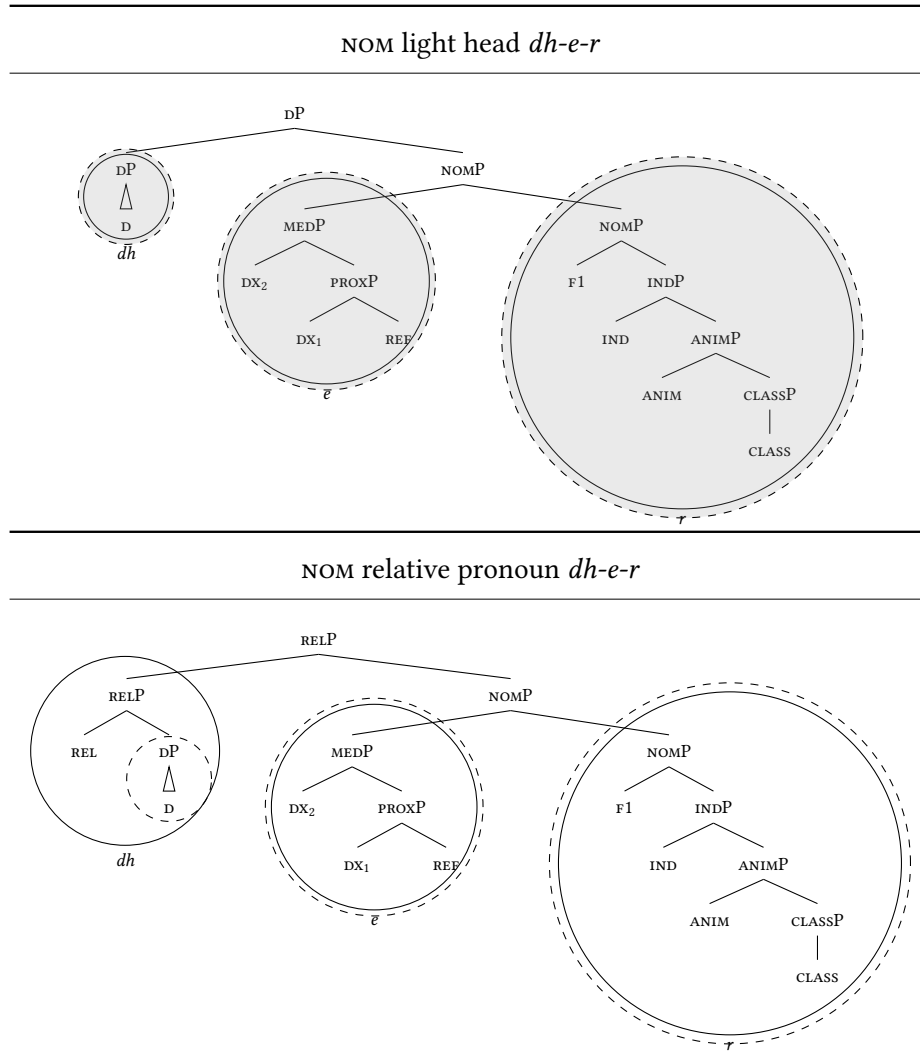 NOM light head dh-e-r
DP
DP NOMP
D MEDP NOMP
dh
DX₂ PROXP F1 INDP
DX₁ REF IND ANIMP
e ANIM CLASSP
CLASS
r
NOM relative pronoun dh-e-r
RELP
RELP NOMP
REL DP MEDP NOMP
D DX₂ PROXP F1 INDP
dh DX₁ REF IND ANIMP
e ANIM CLASSP
CLASS
r